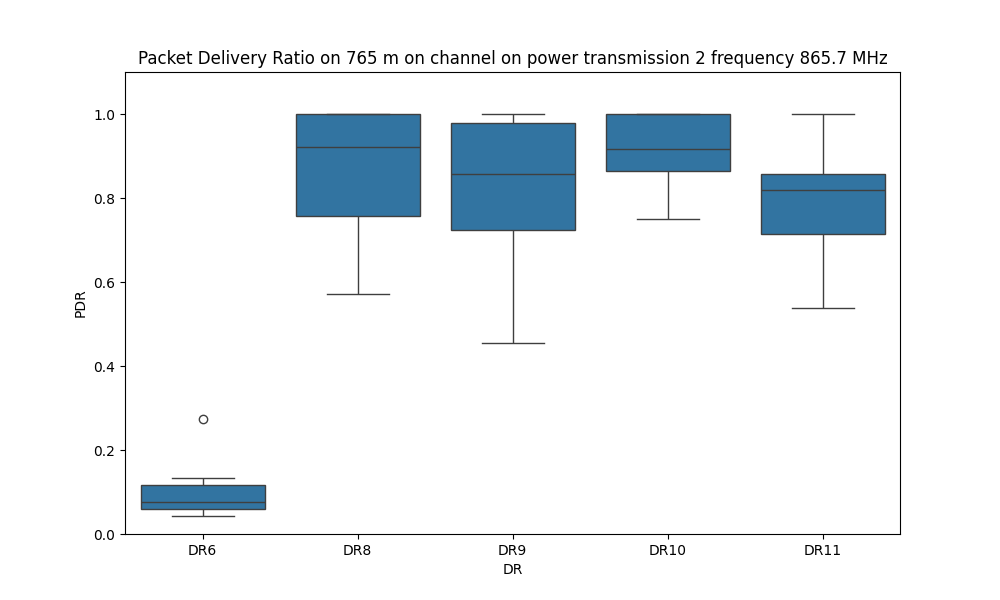 Packet Delivery Ratio on 765 m on channel on power transmission 2 frequency 865.7 MHz
1.0
0.8
0.6
0.4
0.2
0.0
PDR
DR6 DR8 DR9 DR10 DR11
DR